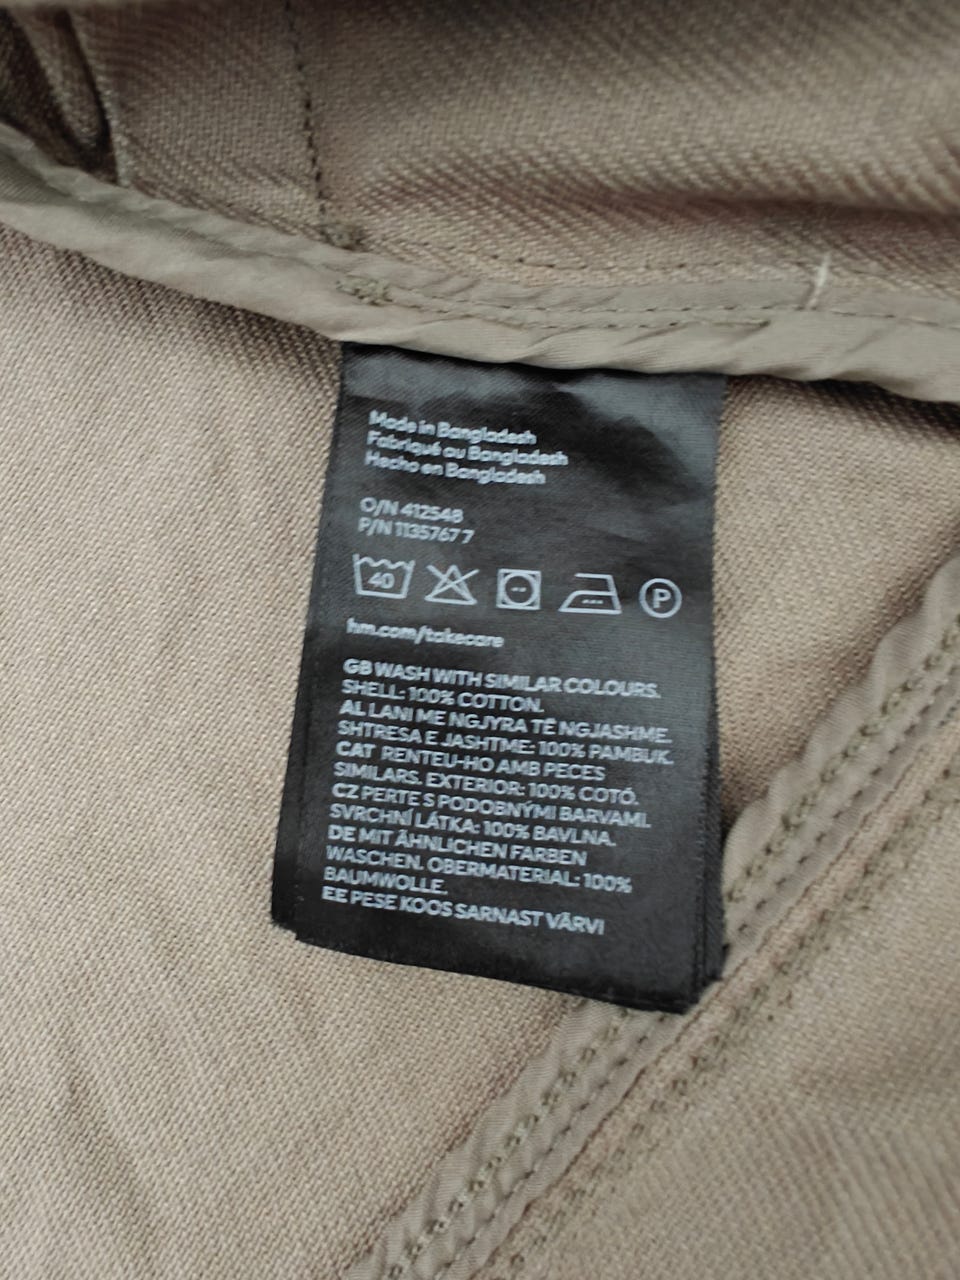 Made in Bangladesh
Fabriqué au Bangladesh
Hecho en Bangladesh
O/N 412548
P/N 1135767 7
40 P
hm.com/takecare
GB WASH WITH SIMILAR COLOURS.
SHELL: 100% COTTON.
AL LANI ME NGJYRA TË NGJASHME.
SHTRESA E JASHTME: 100% PAMBUK.
CAT RENTEU-HO AMB PECES
SIMILARS. EXTERIOR: 100% COTÓ.
CZ PERTE S PODOBNÝMI BARVAMI.
SVRCHNÍ LÁTKA: 100% BAVLNA.
DE MIT ÄHNLICHEN FARBEN
WASCHEN. OBERMATERIAL: 100%
BAUMWOLLE.
EE PESE KOOS SARNAST VÄRVI